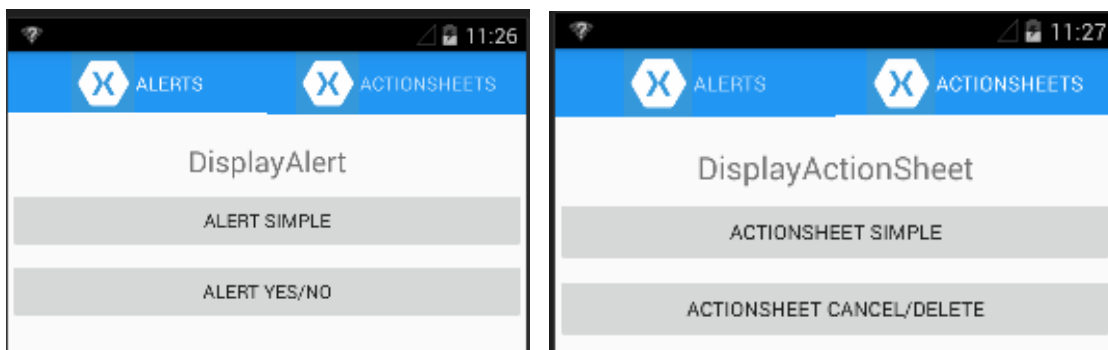 11:26
ALERTS ACTIONSHEETS
DisplayAlert
ALERT SIMPLE
ALERT YES/NO
11:27
ALERTS ACTIONSHEETS
DisplayActionSheet
ACTIONSHEET SIMPLE
ACTIONSHEET CANCEL/DELETE